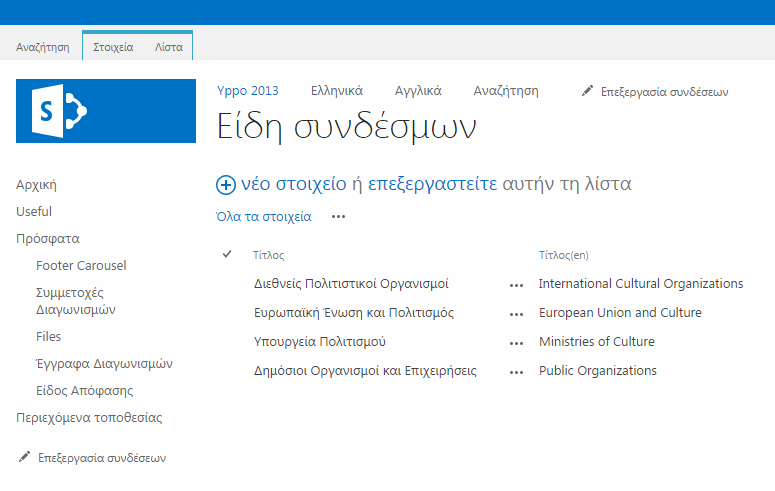 Αναζήτηση Στοιχεία Λίστα
S
Yppo 2013 Ελληνικά Αγγλικά Αναζήτηση Επεξεργασία συνδέσεων
Είδη συνδέσμων
Αρχική
Useful
Πρόσφατα
Footer Carousel
Συμμετοχές
Διαγωνισμών
Files
Έγγραφα Διαγωνισμών
Είδος Απόφασης
Περιεχόμενα τοποθεσίας
Επεξεργασία συνδέσεων
νέο στοιχείο ή επεξεργαστείτε αυτήν τη λίστα
Όλα τα στοιχεία ...
Τίτλος Τίτλος(en)
Διεθνείς Πολιτιστικοί Οργανισμοί ... International Cultural Organizations
Ευρωπαϊκή Ένωση και Πολιτισμός ... European Union and Culture
Υπουργεία Πολιτισμού ... Ministries of Culture
Δημόσιοι Οργανισμοί και Επιχειρήσεις ... Public Organizations